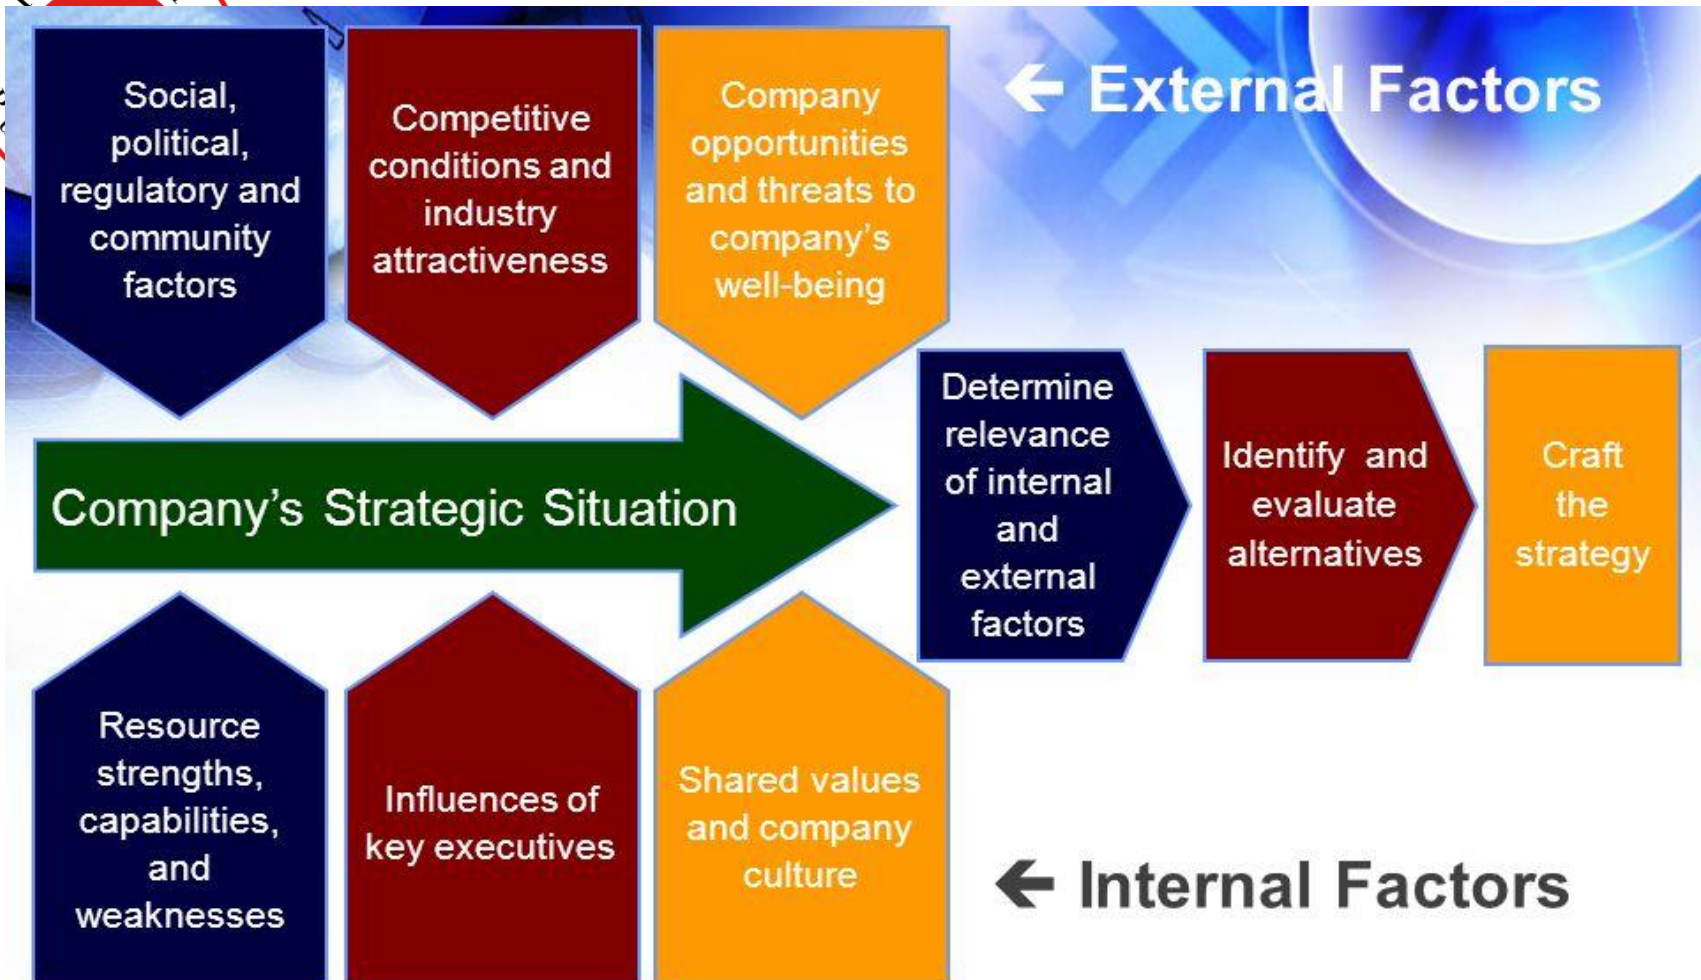 Social,
political,
regulatory and
community
factors
Competitive
conditions and
industry
attractiveness
Company
opportunities
and threats to
company’s
well-being
← External Factors
Company’s Strategic Situation
Determine
relevance
of internal
and
external
factors
Identify and
evaluate
alternatives
Craft
the
strategy
Resource
strengths,
capabilities,
and
weaknesses
Influences of
key executives
Shared values
and company
culture
← Internal Factors